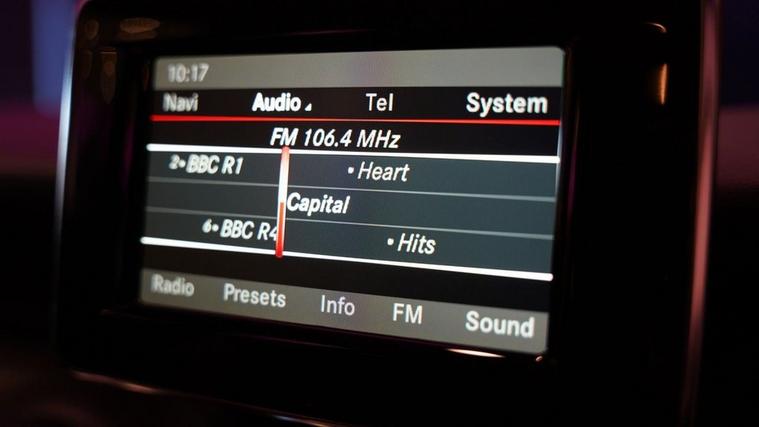 10:17
Navi Audio Tel System
FM 106.4 MHz
2• BBC R1 • Heart
Capital
6• BBC R4 • Hits
Radio Presets Info FM Sound